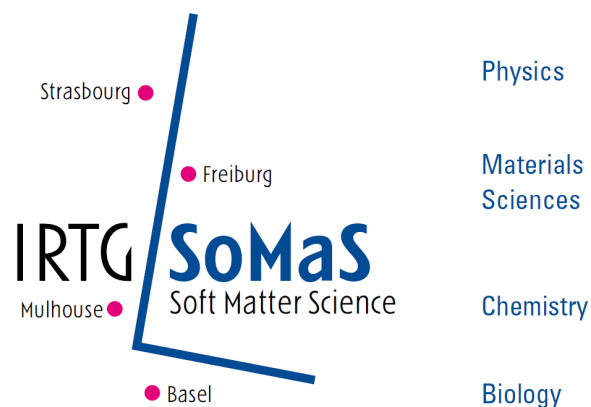 Strasbourg
Freiburg
IRTG SoMaS
Soft Matter Science
Mulhouse
Basel
Physics
Materials
Sciences
Chemistry
Biology